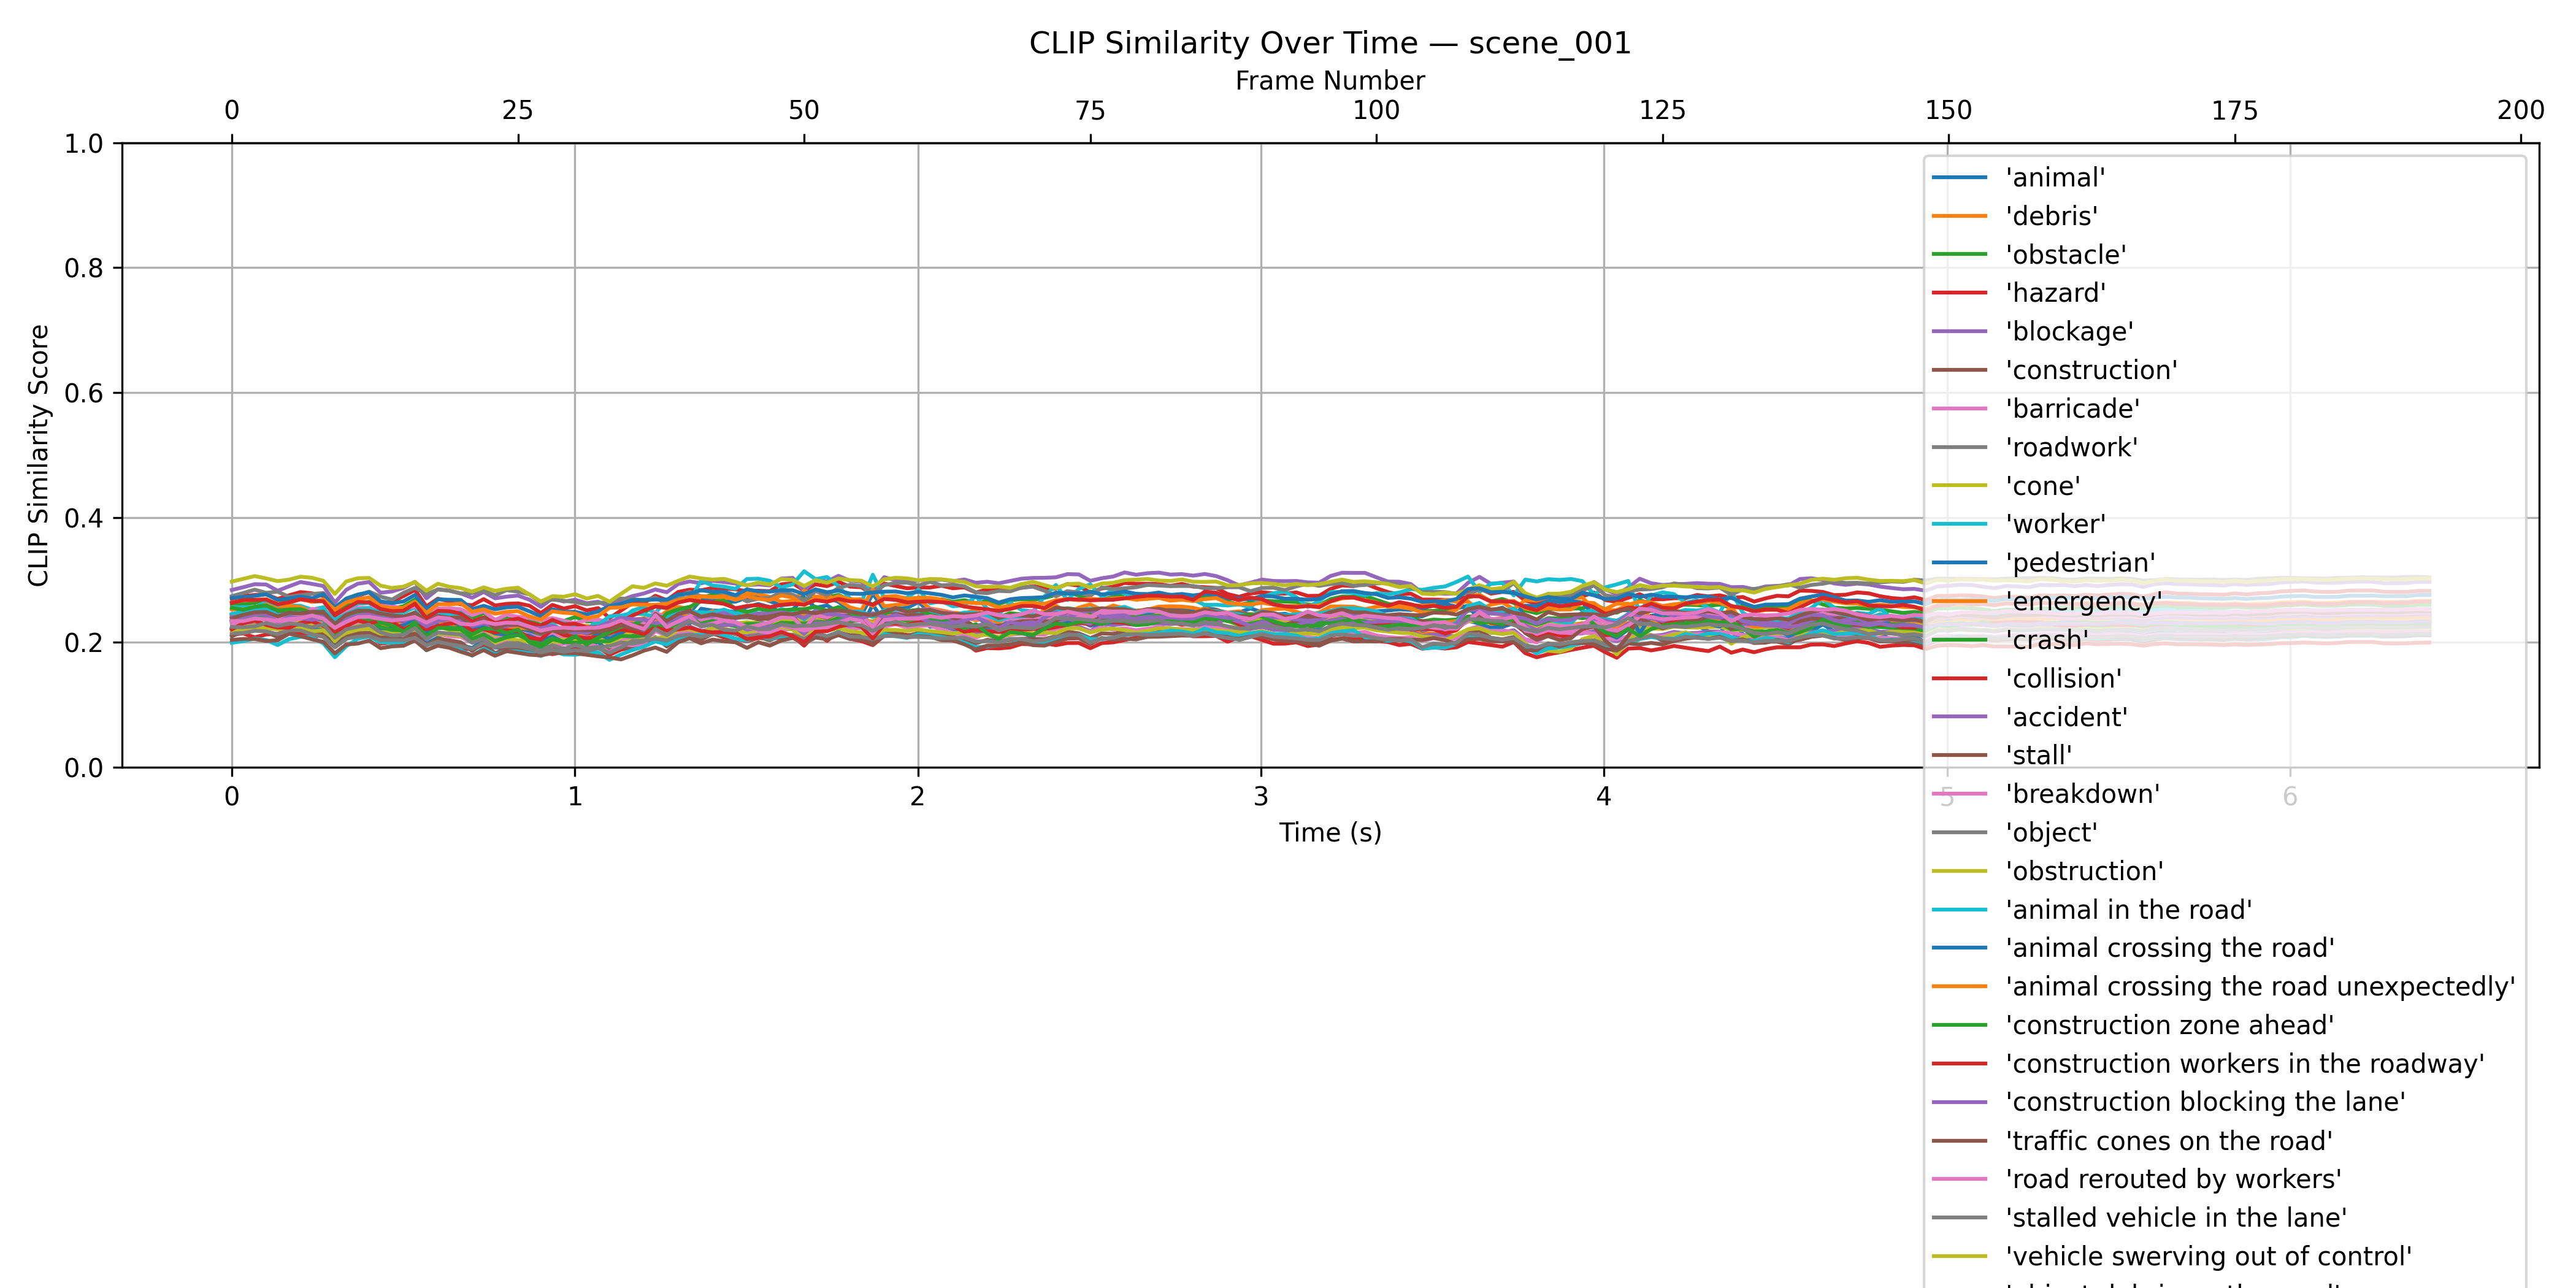 CLIP Similarity Over Time — scene_001
Frame Number
0 25 50 75 100 125 150 175 200
1.0
0.8
0.6
0.4
0.2
0.0
CLIP Similarity Score
0 1 2 3 4 5 6
Time (s)
'animal'
'debris'
'obstacle'
'hazard'
'blockage'
'construction'
'barricade'
'roadwork'
'cone'
'worker'
'pedestrian'
'emergency'
'crash'
'collision'
'accident'
'stall'
'breakdown'
'object'
'obstruction'
'animal in the road'
'animal crossing the road'
'animal crossing the road unexpectedly'
'construction zone ahead'
'construction workers in the roadway'
'construction blocking the lane'
'traffic cones on the road'
'road rerouted by workers'
'stalled vehicle in the lane'
'vehicle swerving out of control'